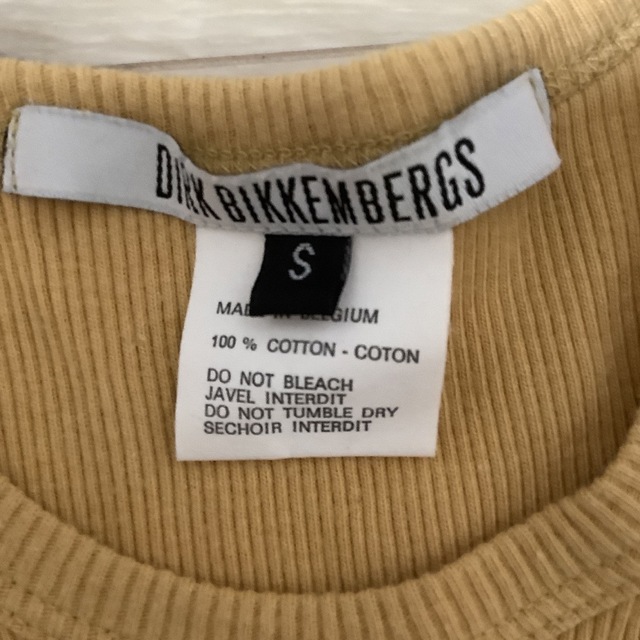 DIRK BIKKEMBERGS
S
MADE IN BELGIUM
100 % COTTON - COTON
DO NOT BLEACH
JAVEL INTERDIT
DO NOT TUMBLE DRY
SECHOIR INTERDIT